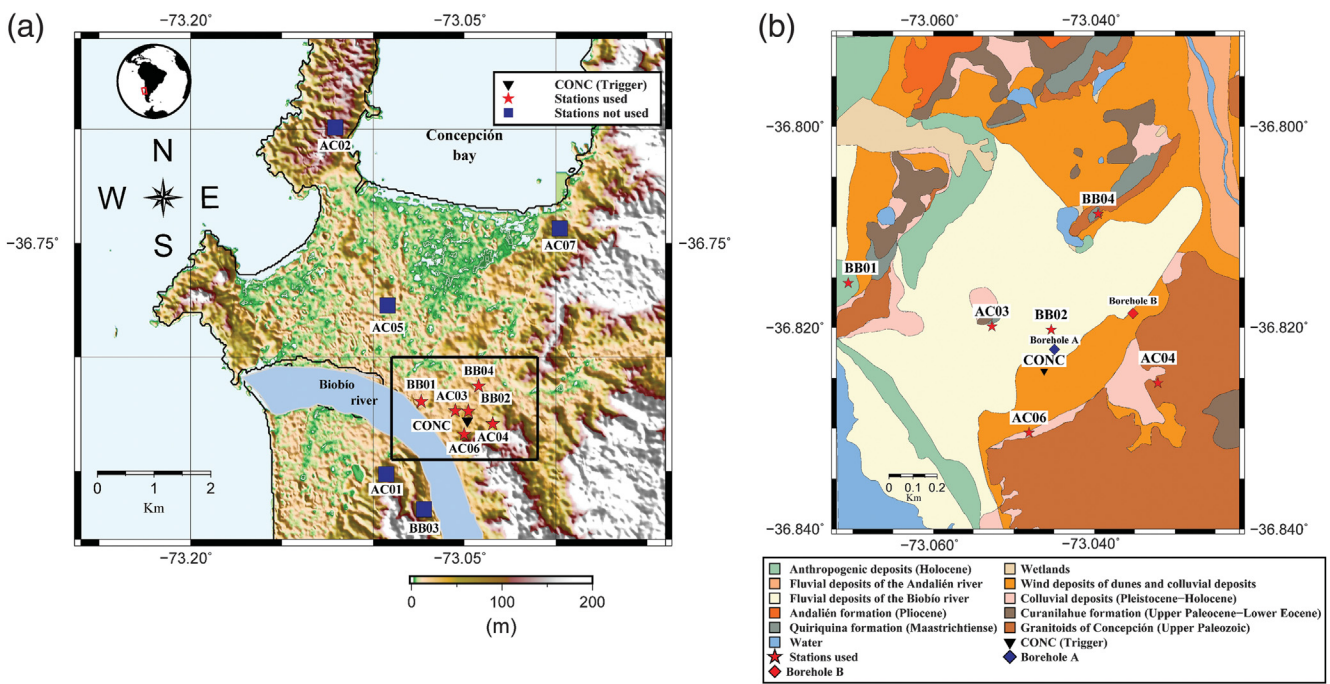 (a)
−73.20°
−73.05°
CONC (Trigger)
Stations used
Stations not used
Concepción
bay
AC02
N
W
E
S
−36.75°
AC07
AC05
Biobío
river
BB04
BB01
AC03
BB02
CONC
AC04
AC06
AC01
BB03
0
1
2
Km
−73.20°
−73.05°
0
100
200
(m)
(b)
−73.060°
−73.040°
−36.800°
−36.800°
BB04
BB01
Borehole B
AC03
BB02
−36.820°
−36.820°
Borehole A
CONC
AC04
AC06
0 0.1 0.2
Km
−36.840°
−36.840°
−73.060°
−73.040°
Anthropogenic deposits (Holocene)
Fluvial deposits of the Andalién river
Fluvial deposits of the Biobío river
Andalién formation (Pliocene)
Quiriquina formation (Maastrichtiense)
Water
Stations used
Borehole B
Wetlands
Wind deposits of dunes and colluvial deposits
Colluvial deposits (Pleistocene−Holocene)
Curanilahue formation (Upper Paleocene−Lower Eocene)
Granitoids of Concepción (Upper Paleozoic)
CONC (Trigger)
Borehole A